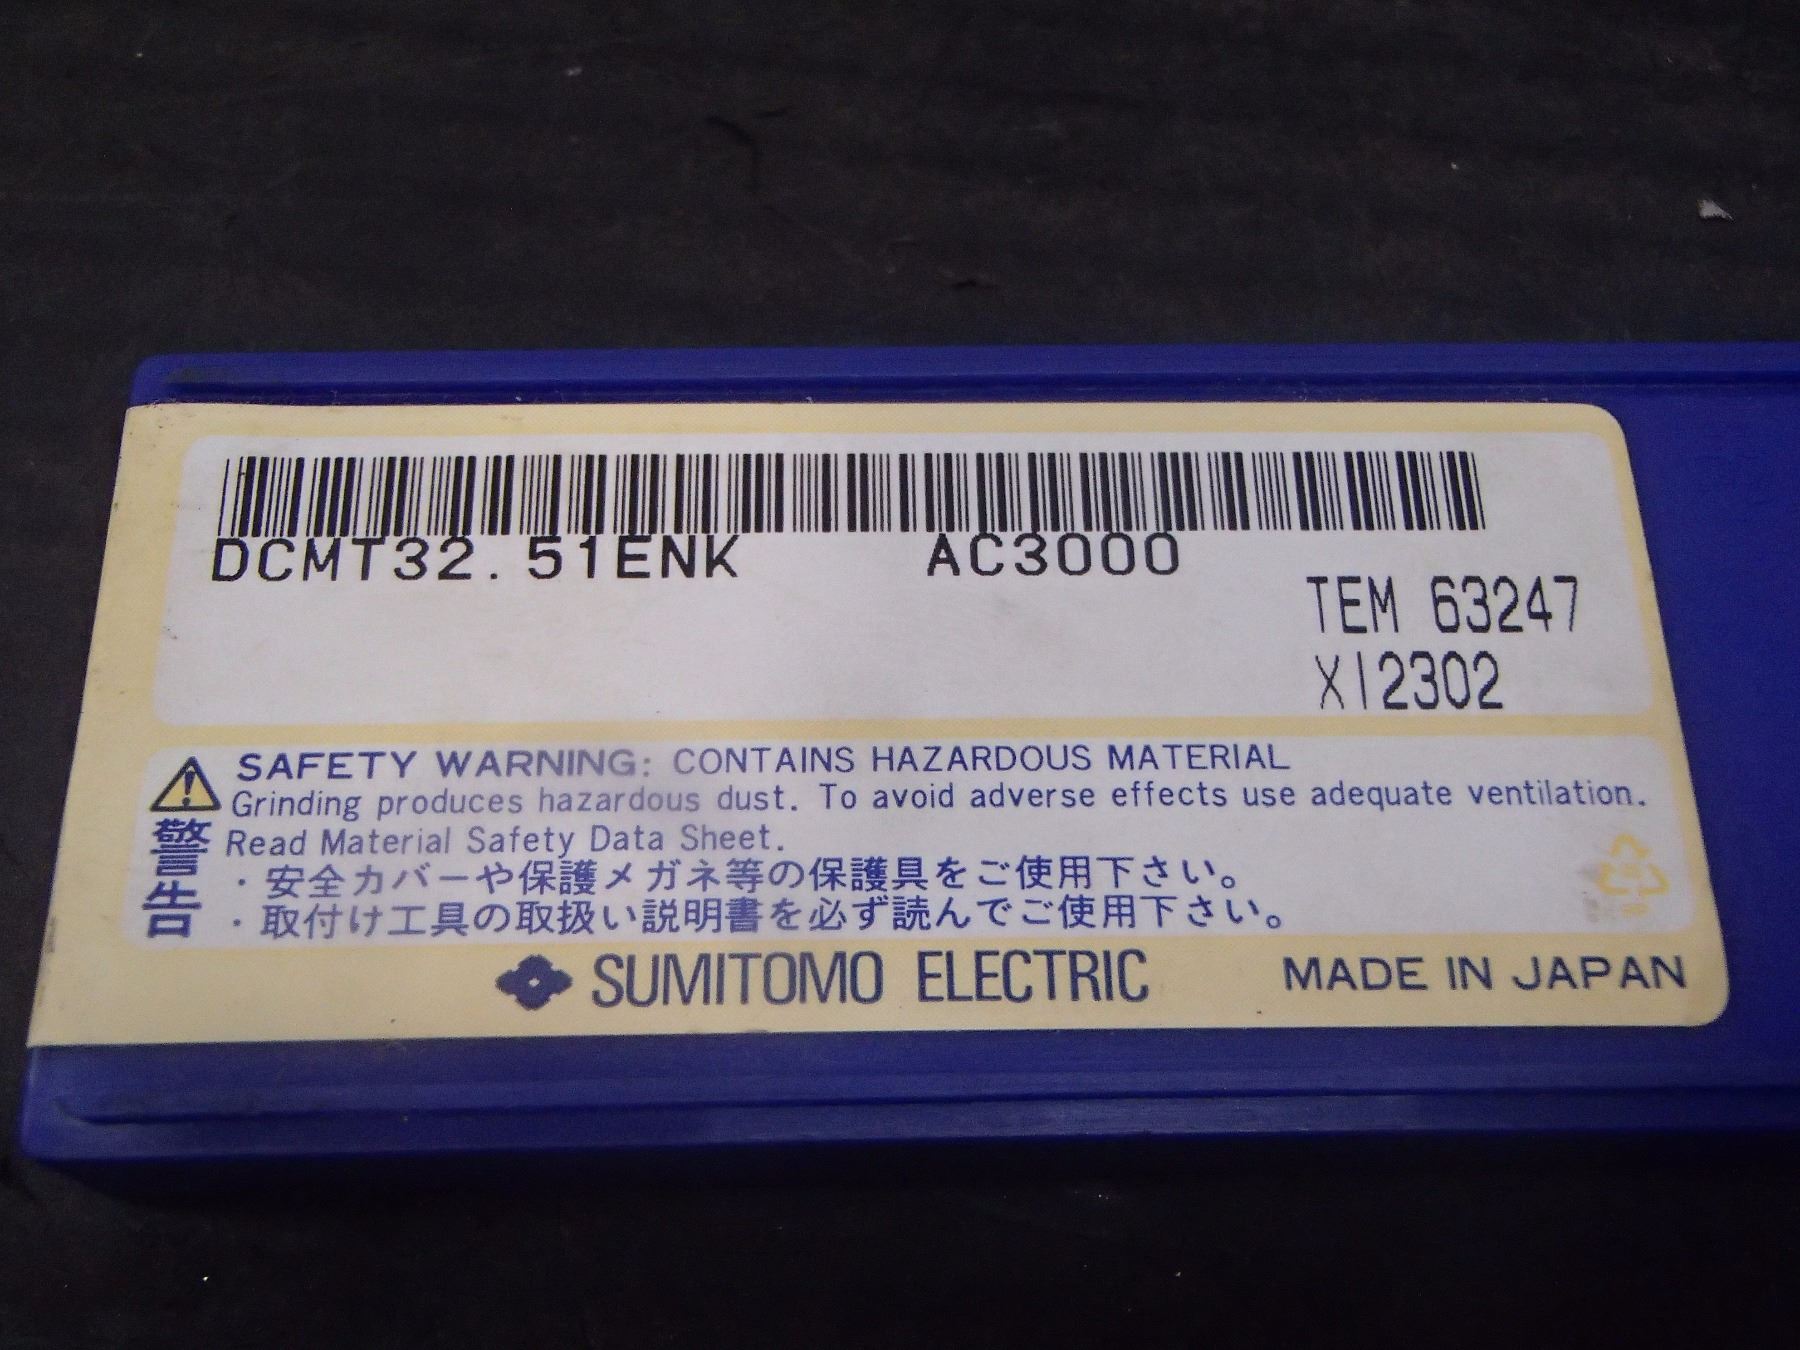 DCMT32.51ENK AC3000
TEM 63247
X12302
SAFETY WARNING: CONTAINS HAZARDOUS MATERIAL
Grinding produces hazardous dust. To avoid adverse effects use adequate ventilation.
Read Material Safety Data Sheet.
警告
・安全カバーや保護メガネ等の保護具をご使用下さい。
・取付け工具の取扱い説明書を必ず読んでご使用下さい。
SUMITOMO ELECTRIC MADE IN JAPAN